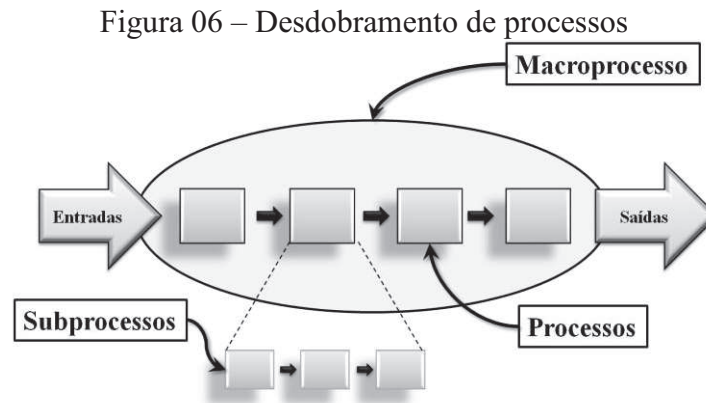 Figura 06 – Desdobramento de processos
Macroprocesso
Entradas
Saídas
Subprocessos
Processos